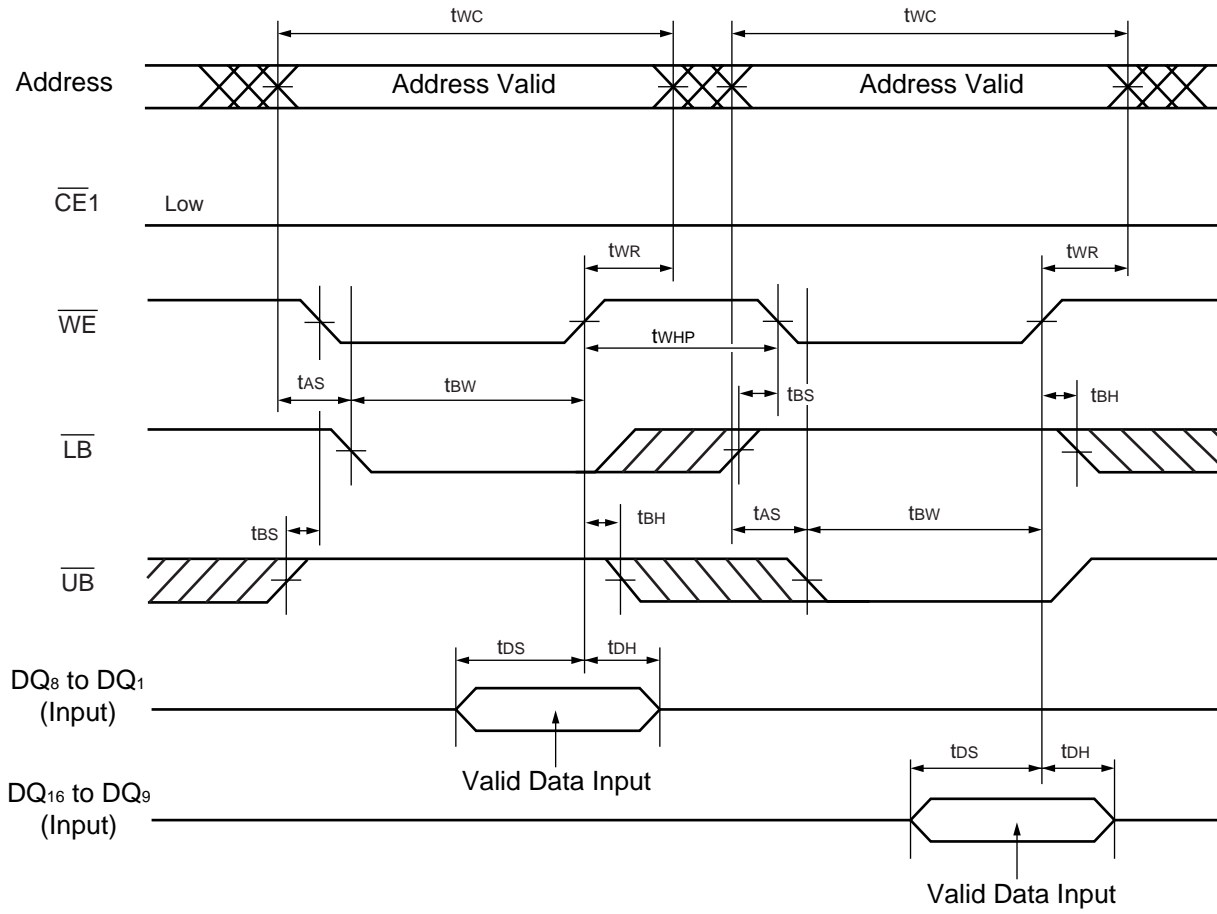 tWC tWC
Address Address Valid Address Valid
CE1 Low
tWR tWR
WE
tWHP
tAS tBW tBS tBH
LB
tBS tBH tAS tBW
UB
tDS tDH
DQ8 to DQ1
(Input)
Valid Data Input
tDS tDH
DQ16 to DQ9
(Input)
Valid Data Input